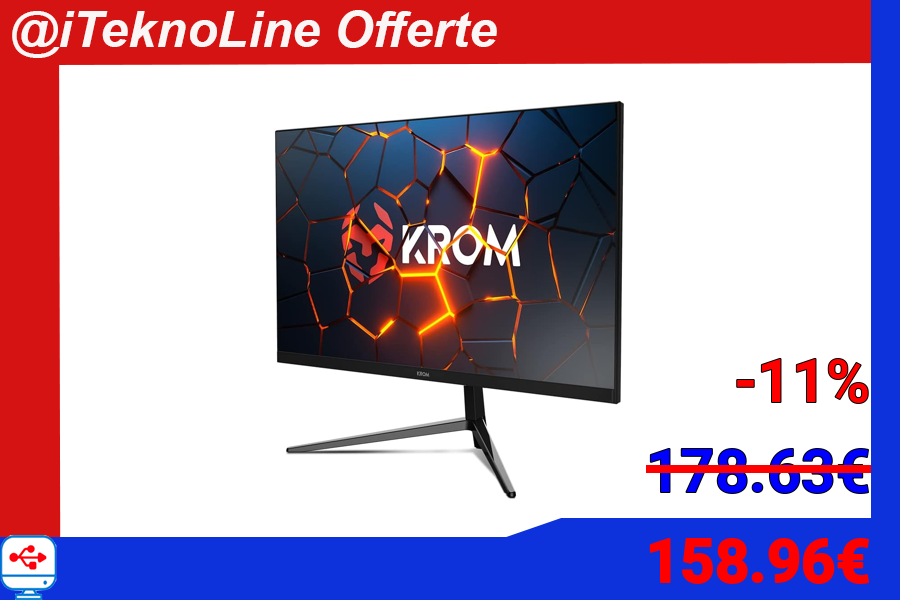 @iTeknoLine Offerte
KROM
KROM
-11%
178.63€
158.96€